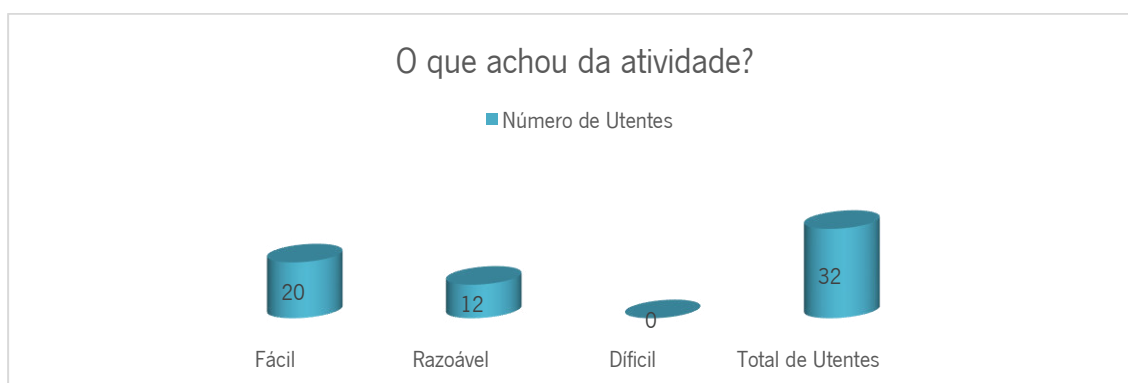 O que achou da atividade?
Número de Utentes
20
12
0
32
Fácil
Razoável
Díficil
Total de Utentes